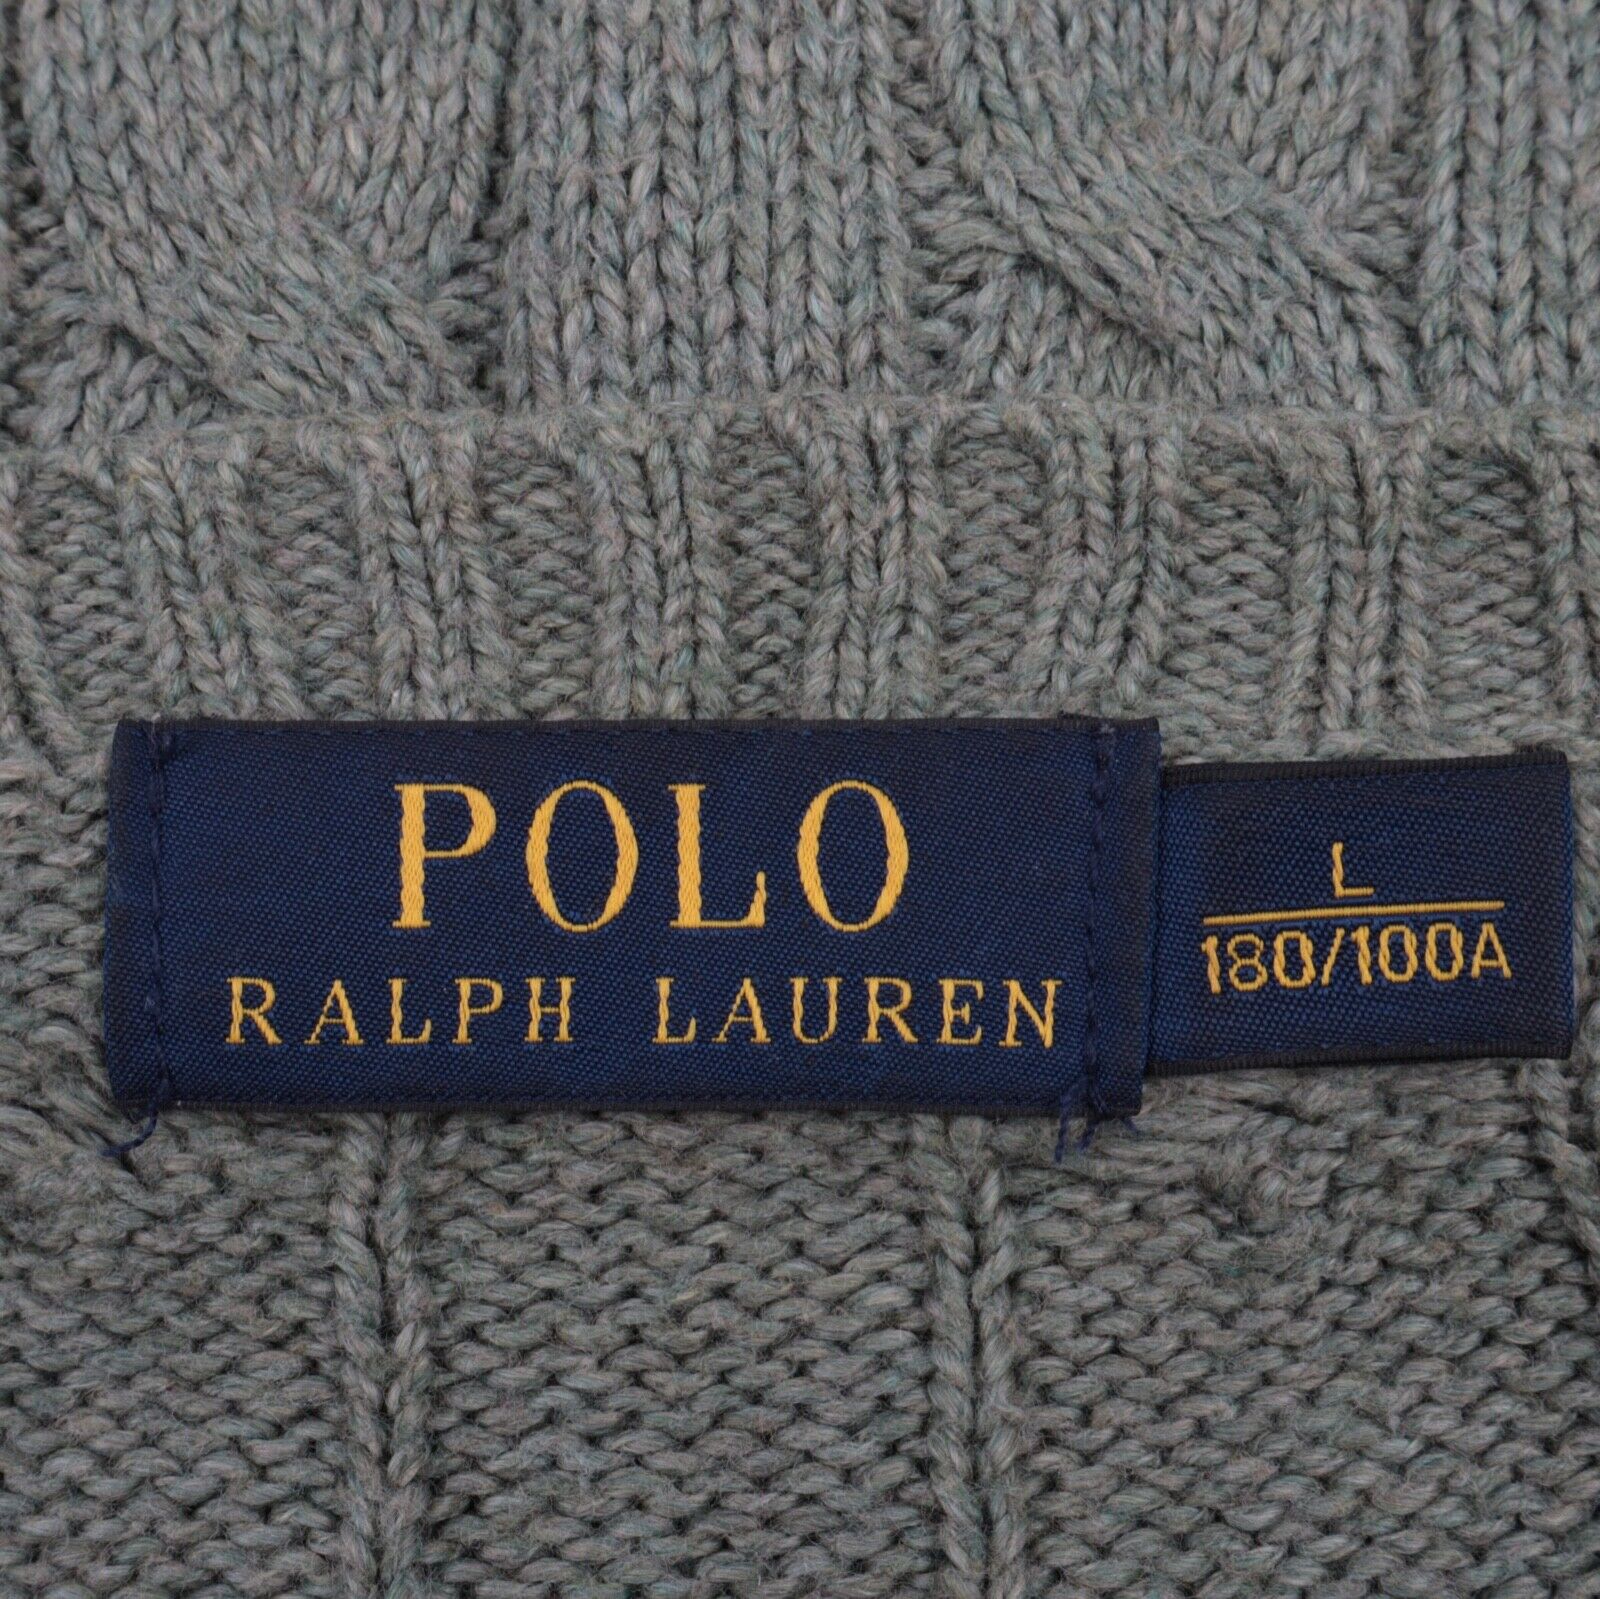 POLO
RALPH LAUREN
L
180/100A